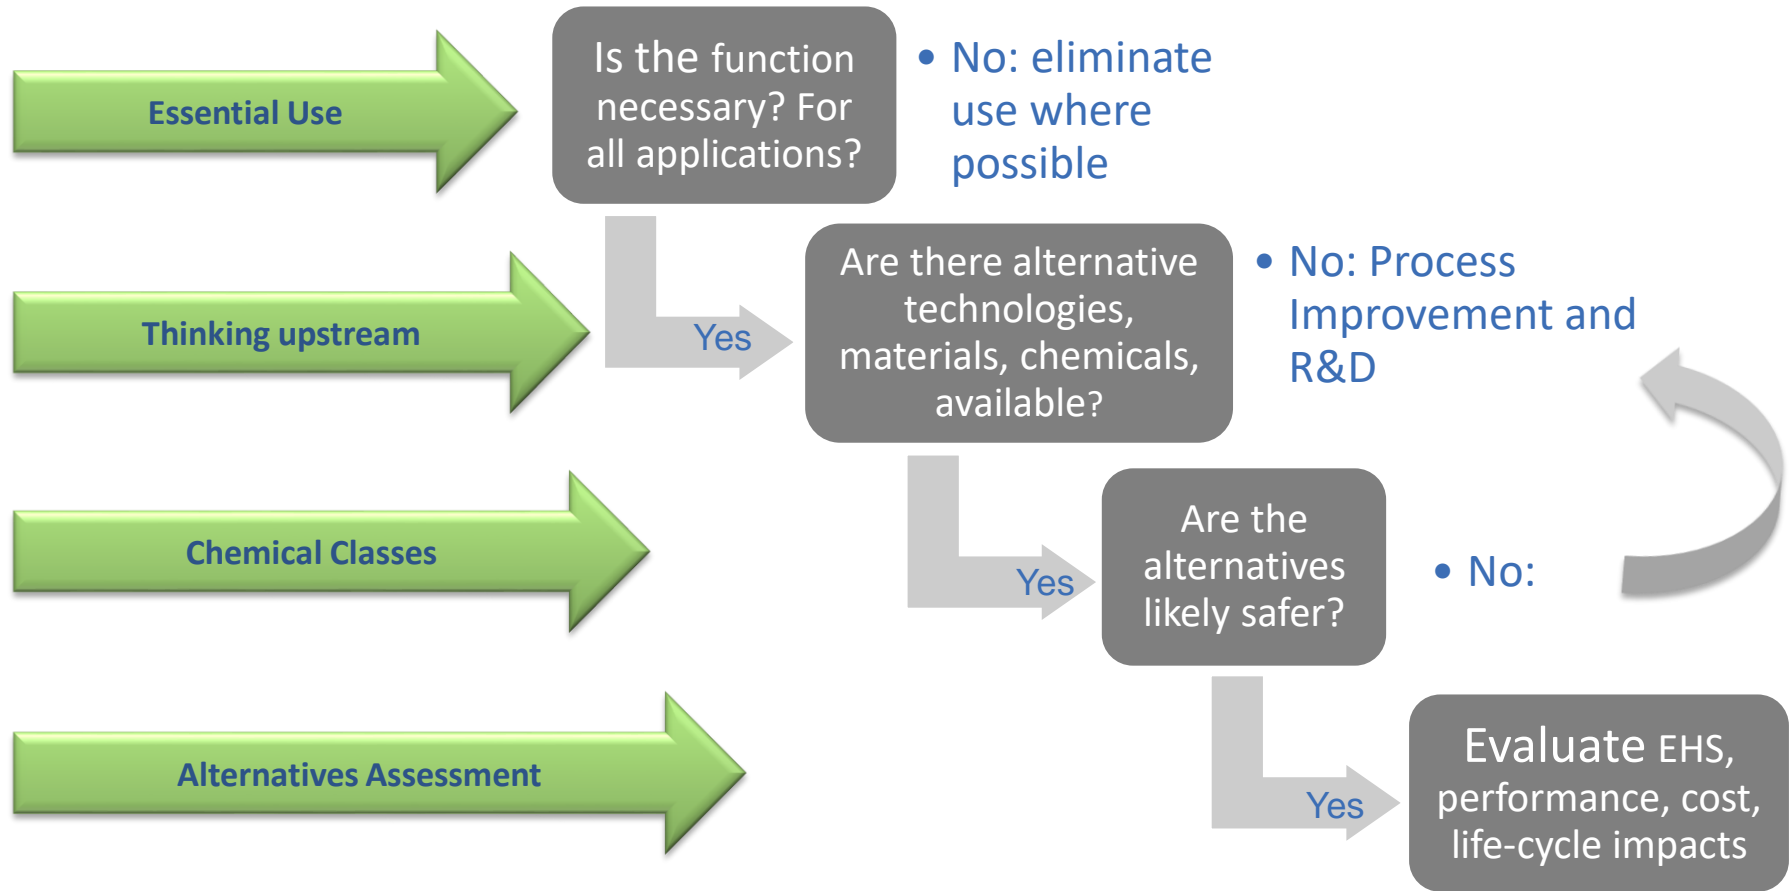 Essential Use
Is the function
necessary? For
all applications?
• No: eliminate
use where
possible
Yes
Thinking upstream
Are there alternative
technologies,
materials, chemicals,
available?
• No: Process
Improvement and
R&D
Yes
Chemical Classes
Are the
alternatives
likely safer?
• No:
Yes
Alternatives Assessment
Evaluate EHS,
performance, cost,
life-cycle impacts